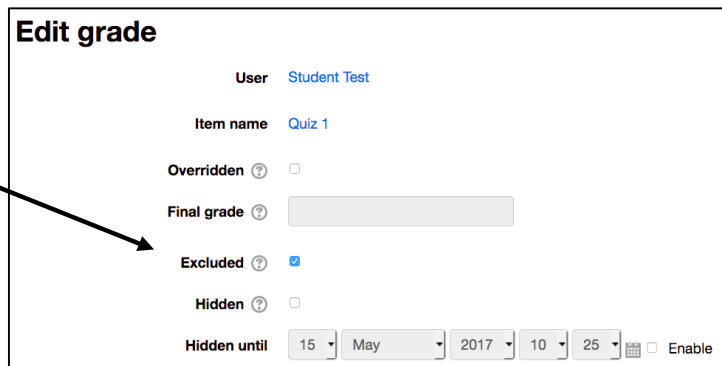 Edit grade
User Student Test
Item name Quiz 1
Overridden ?
Final grade ?
Excluded ?
Hidden ?
Hidden until 15 May 2017 10 25 Enable